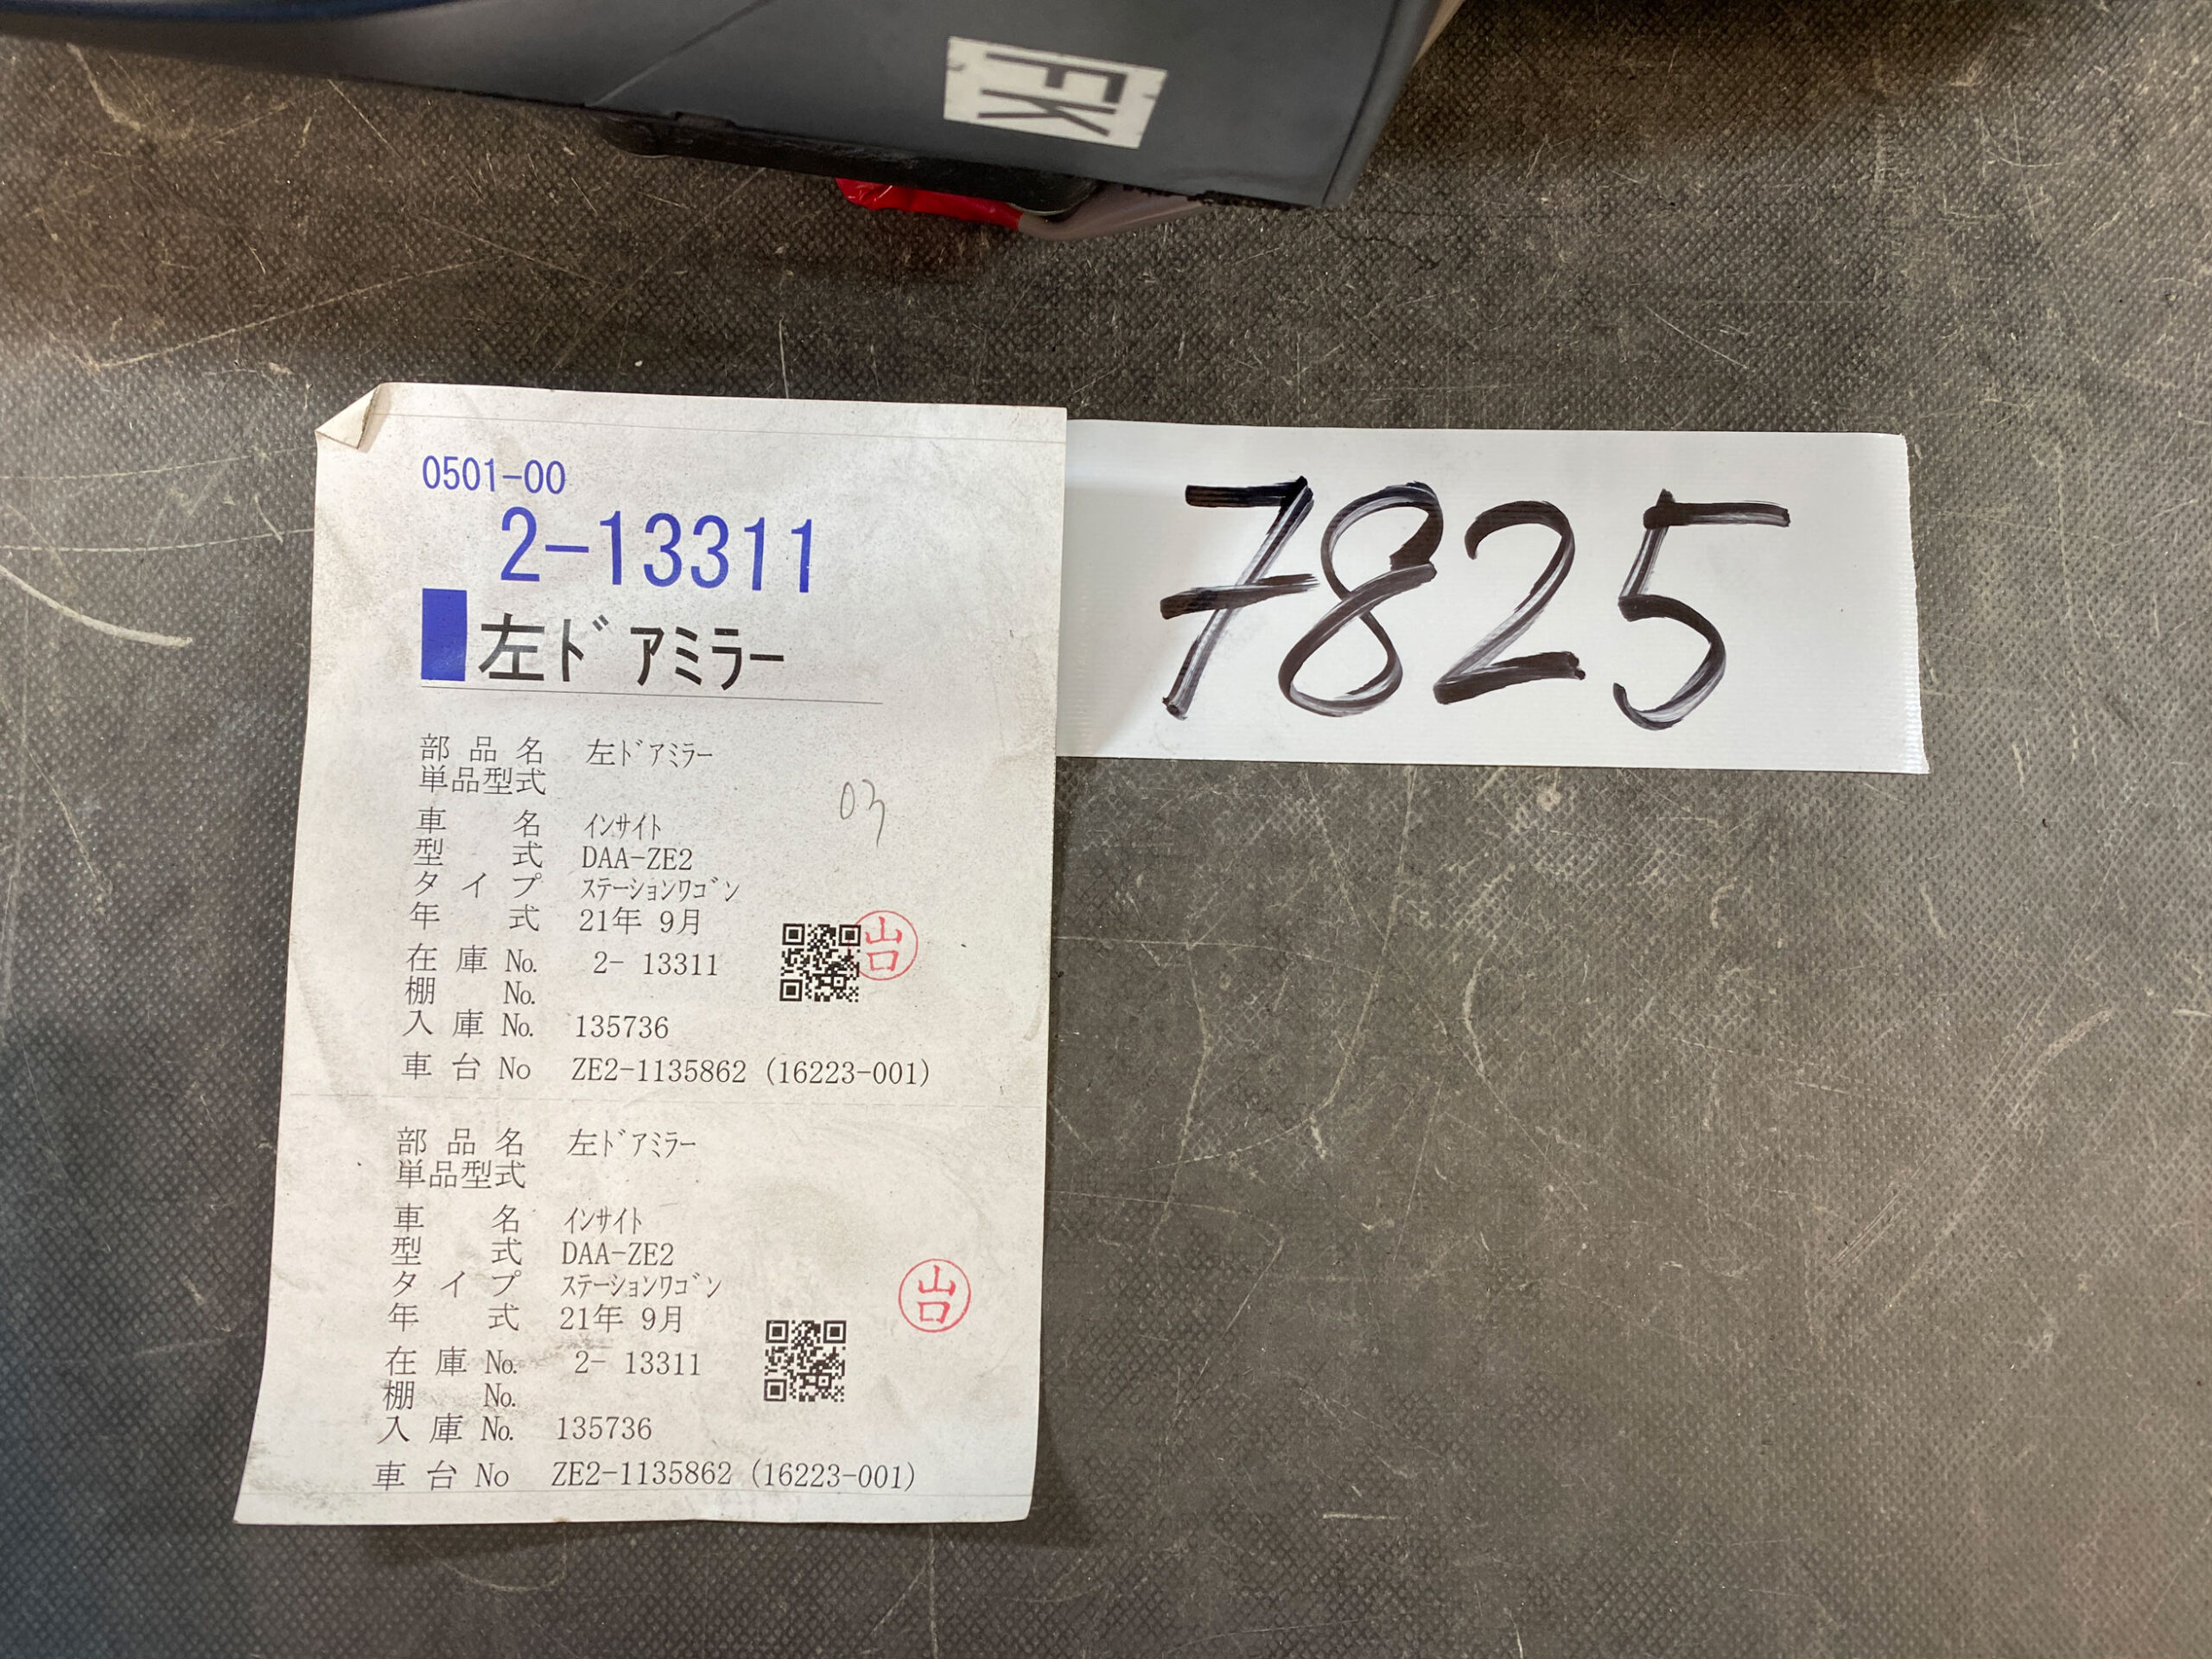 FK
0501-00
2-13311
左ﾄﾞｱﾐﾗｰ
7825
部品名 左ﾄﾞｱﾐﾗｰ
単品型式
03
車名 ｲﾝｻｲﾄ
型式 DAA-ZE2
タイプ ｽﾃｰｼｮﾝﾜｺﾞﾝ
年式 21年 9月
山口
在庫No. 2- 13311
棚No.
入庫No. 135736
車台No ZE2-1135862 (16223-001)
部品名 左ﾄﾞｱﾐﾗｰ
単品型式
車名 ｲﾝｻｲﾄ
型式 DAA-ZE2
タイプ ｽﾃｰｼｮﾝﾜｺﾞﾝ
山口
年式 21年 9月
在庫No. 2- 13311
棚No.
入庫No. 135736
車台No ZE2-1135862 (16223-001)